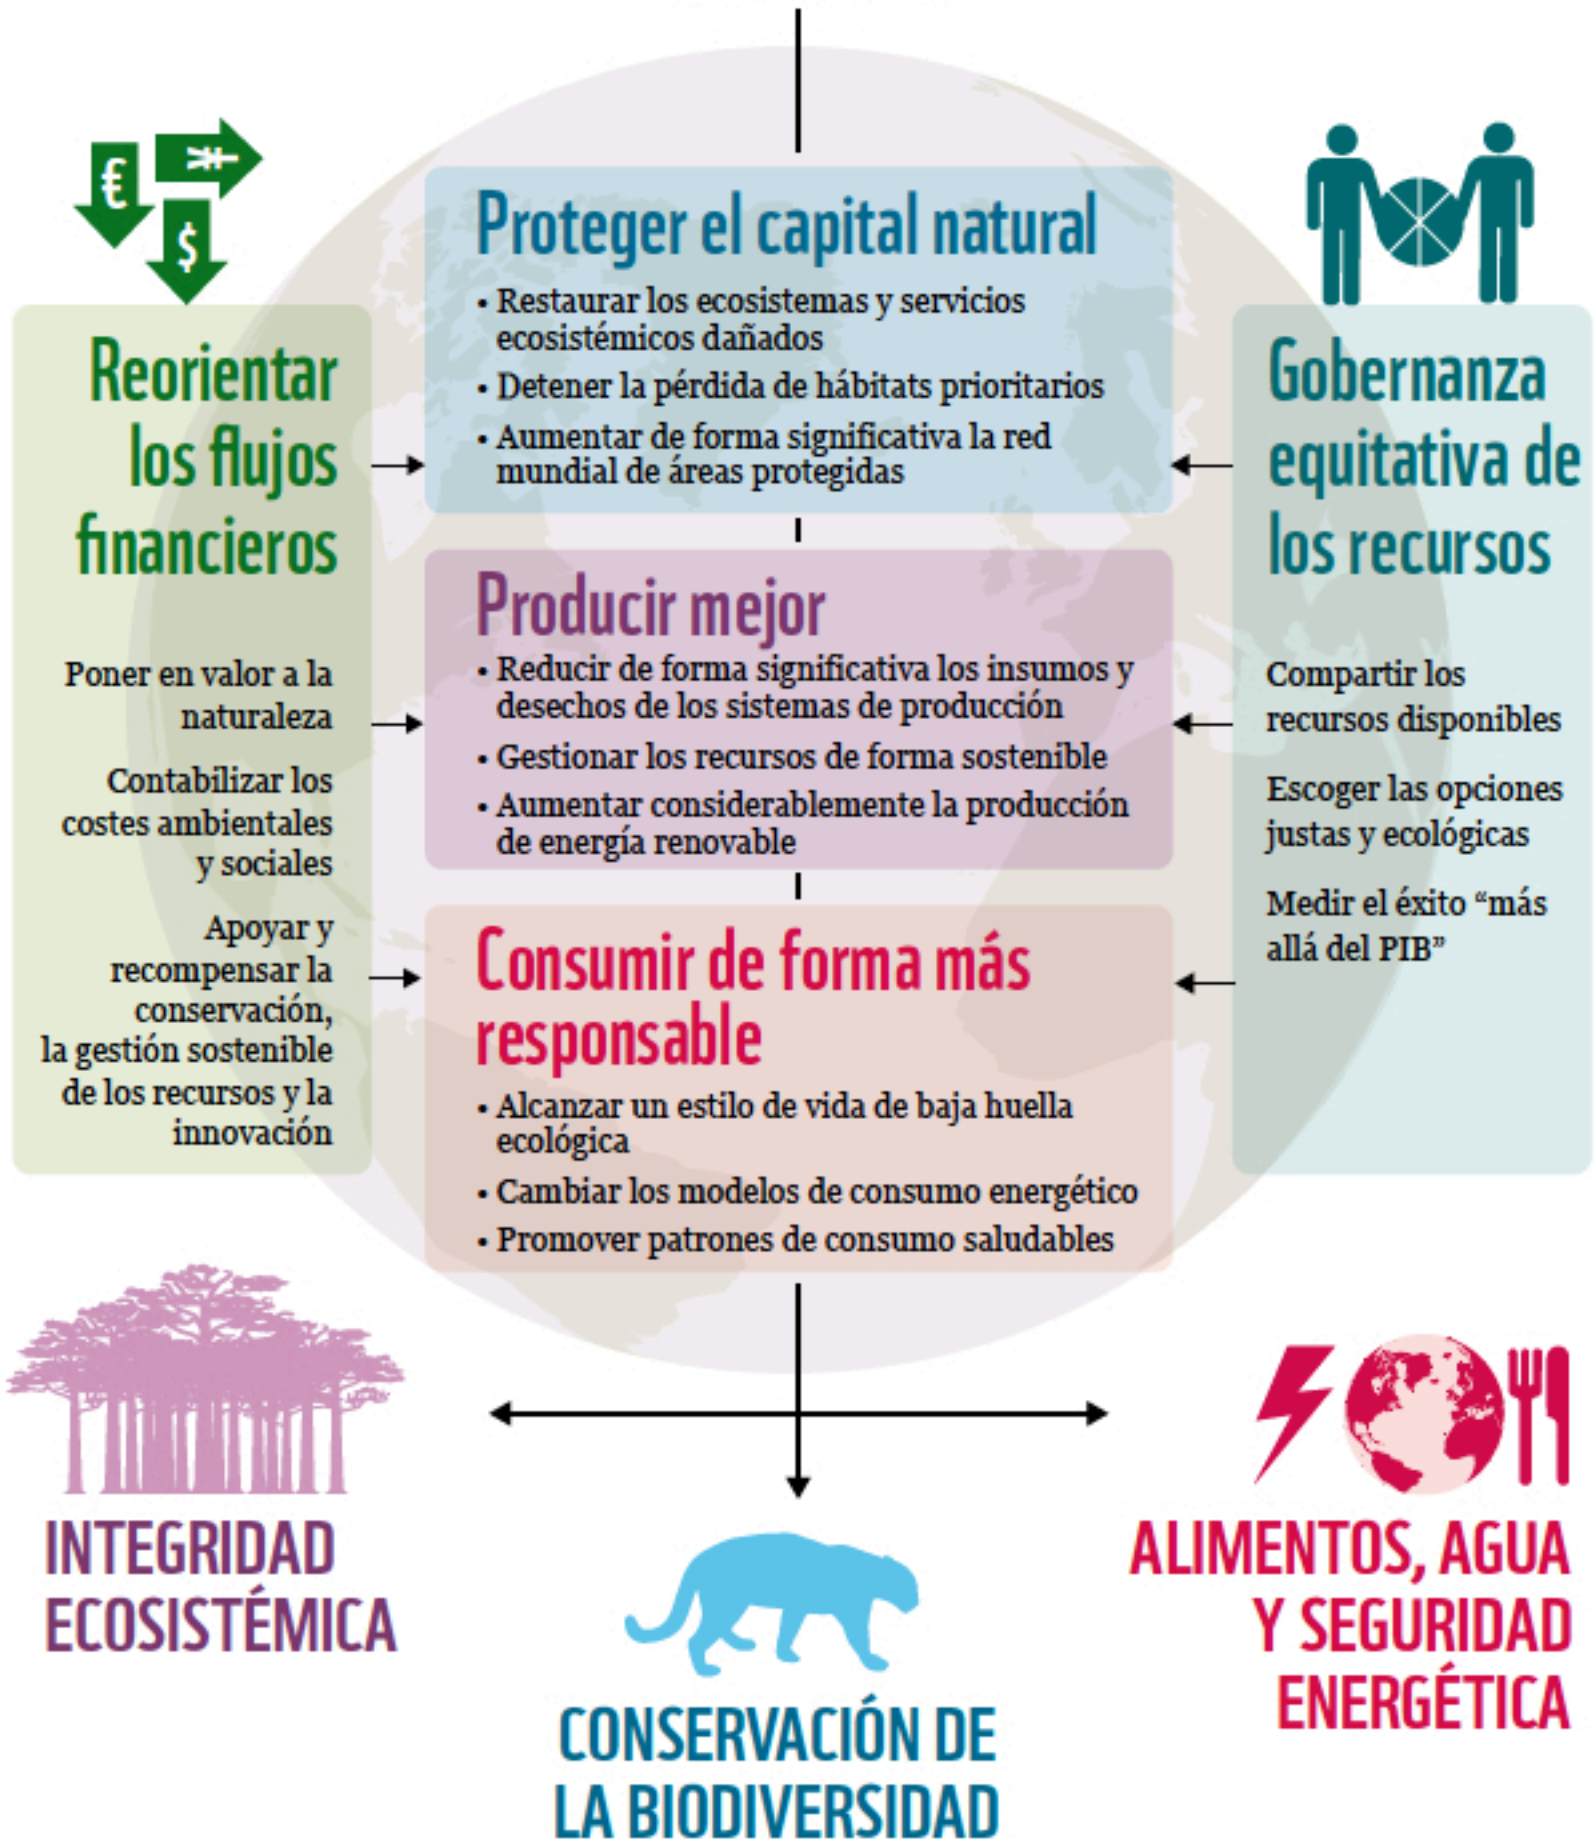 €
¥
$
Proteger el capital natural
• Restaurar los ecosistemas y servicios
ecosistémicos dañados
• Detener la pérdida de hábitats prioritarios
• Aumentar de forma significativa la red
mundial de áreas protegidas
Reorientar
los flujos
financieros
Poner en valor a la
naturaleza
Contabilizar los
costes ambientales
y sociales
Apoyar y
recompensar la
conservación,
la gestión sostenible
de los recursos y la
innovación
Producir mejor
• Reducir de forma significativa los insumos y
desechos de los sistemas de producción
• Gestionar los recursos de forma sostenible
• Aumentar considerablemente la producción
de energía renovable
Consumir de forma más
responsable
• Alcanzar un estilo de vida de baja huella
ecológica
• Cambiar los modelos de consumo energético
• Promover patrones de consumo saludables
Gobernanza
equitativa de
los recursos
Compartir los
recursos disponibles
Escoger las opciones
justas y ecológicas
Medir el éxito “más
allá del PIB”
INTEGRIDAD
ECOSISTÉMICA
CONSERVACIÓN DE
LA BIODIVERSIDAD
ALIMENTOS, AGUA
Y SEGURIDAD
ENERGÉTICA